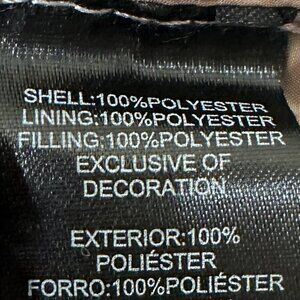 SHELL:100%POLYESTER
LINING:100%POLYESTER
FILLING:100%POLYESTER
EXCLUSIVE OF
DECORATION
EXTERIOR:100%
POLIÉSTER
FORRO:100%POLIÉSTER